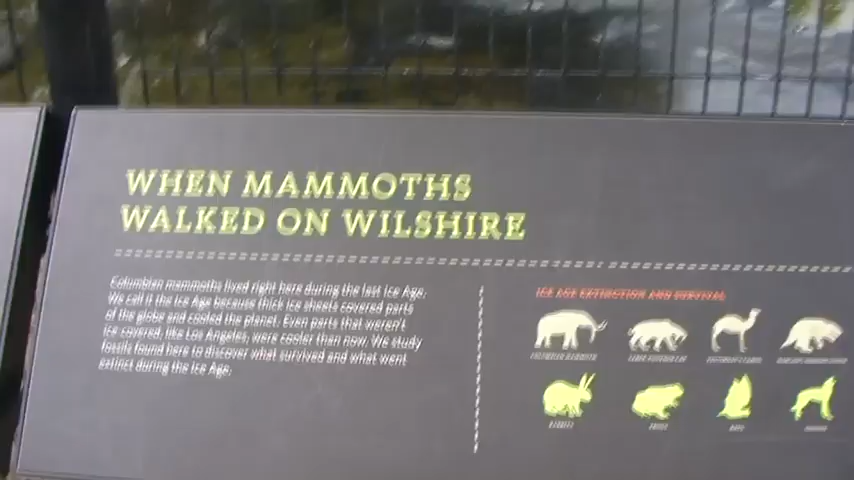 WHEN MAMMOTHS
WALKED ON WILSHIRE
Columbian mammoths lived right here during the last Ice Age.
We call it the Ice Age because thick ice sheets covered parts
of the globe and cooled the planet. Even parts that weren't
ice covered, like Los Angeles, were cooler than now. We study
fossils found here to discover what survived and what went
extinct during the Ice Age.
ICE AGE EXTINCTION AND SURVIVAL
COLUMBIAN MAMMOTH
RABBITS